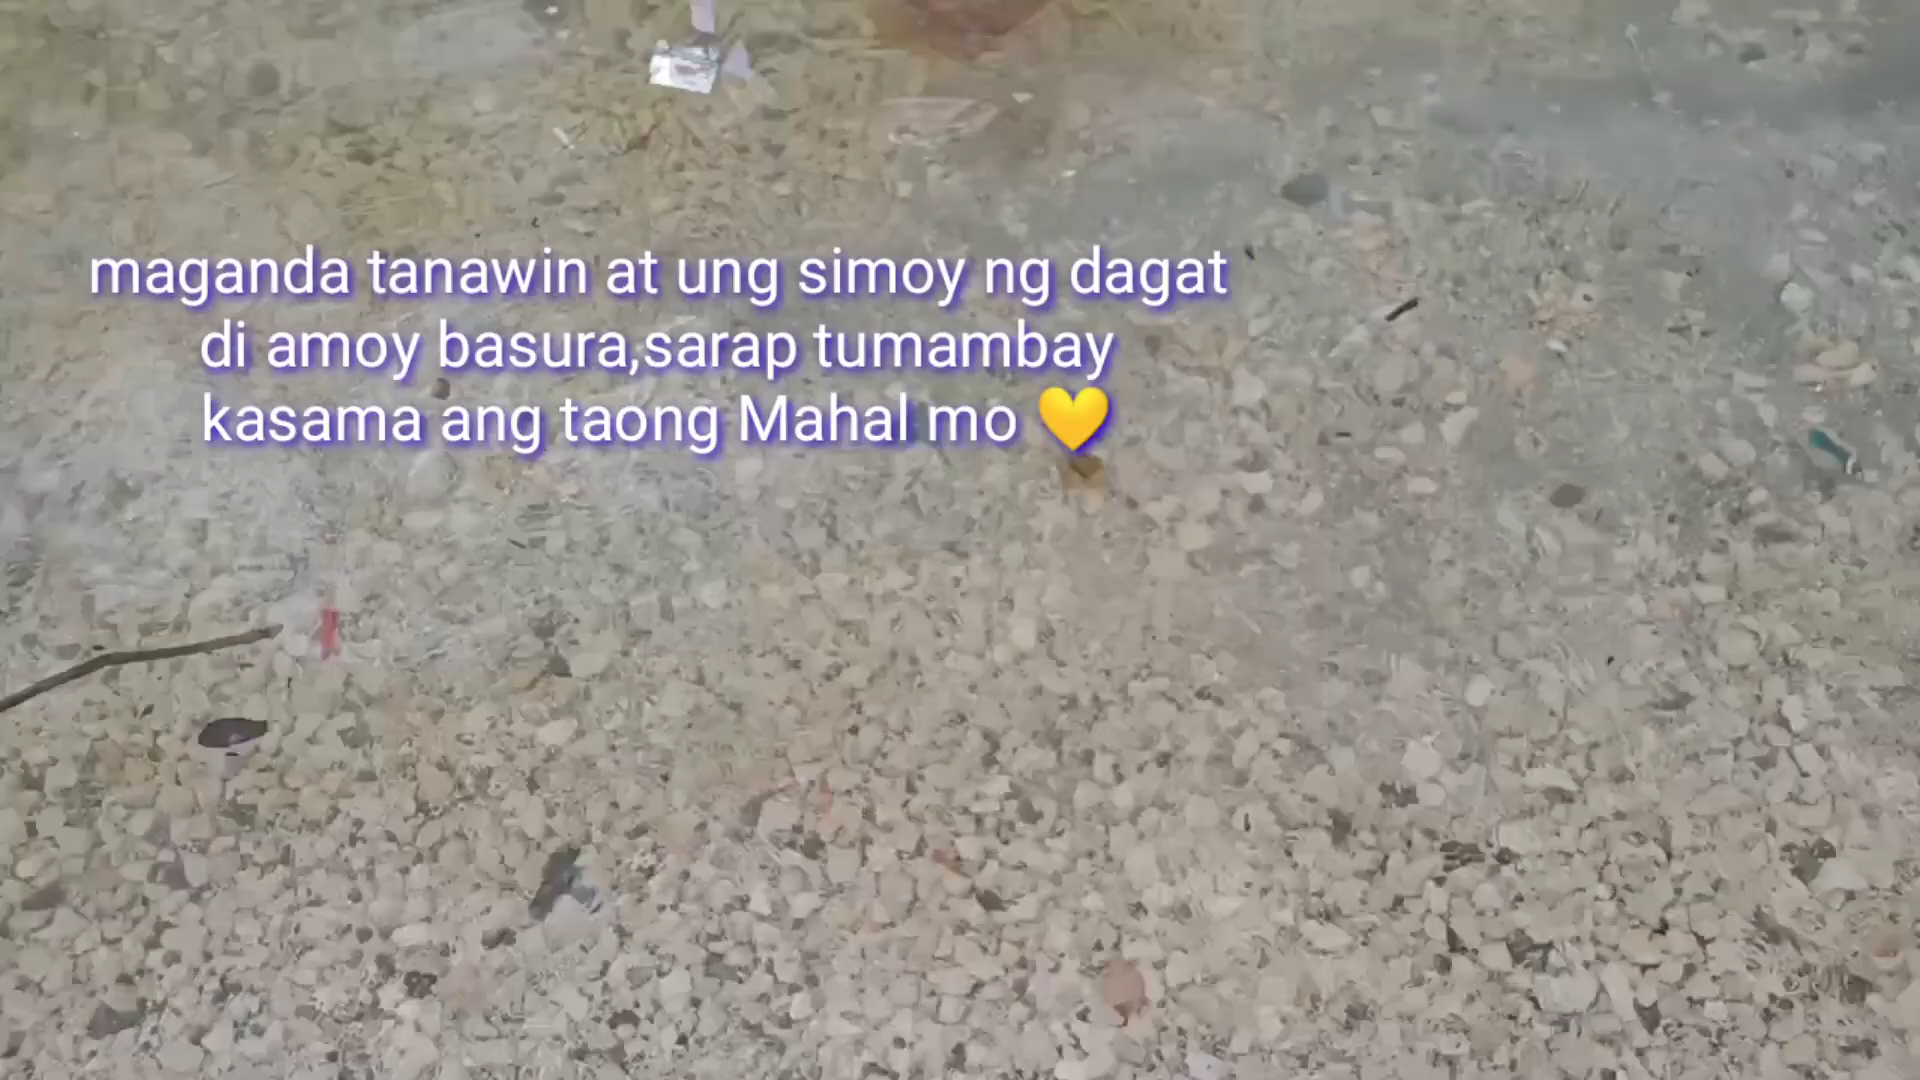 maganda tanawin at ung simoy ng dagat
di amoy basura,sarap tumambay
kasama ang taong Mahal mo 💛